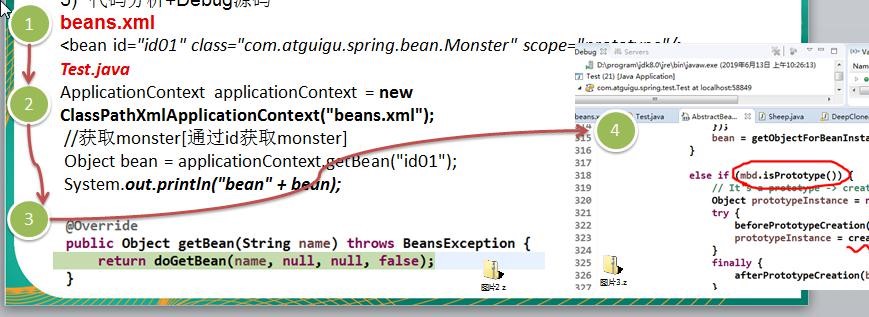 3) 代码分析+Debug源码
1
beans.xml
<bean id="id01" class="com.atguigu.spring.bean.Monster" scope="prototype"/>
Test.java
2
ApplicationContext applicationContext = new
ClassPathXmlApplicationContext("beans.xml");
//获取monster[通过id获取monster]
Object bean = applicationContext.getBean("id01");
System.out.println("bean" + bean);
3
@Override
public Object getBean(String name) throws BeansException {
return doGetBean(name, null, null, false);
}
图片2.z
Debug
Servers
D:\program\jdk8.0\jre\bin\javaw.exe (2019年6月13日 上午10:26:13)
Test (21) [Java Application]
com.atguigu.spring.test.Test at localhost:58849
(x)= Va
Name
beans.x
4
Test.java
AbstractBea...
Sheep.java
DeepClone
314 });
315 bean = getObjectForBeanInsta
316 }
317
318 else if (mbd.isPrototype()) {
319 // It's a prototype -> creat
320 Object prototypeInstance = n
321 try {
322 beforePrototypeCreation(
323 prototypeInstance = crea
324 }
325 finally {
326 afterPrototypeCreation(b
327 }
图片3.z